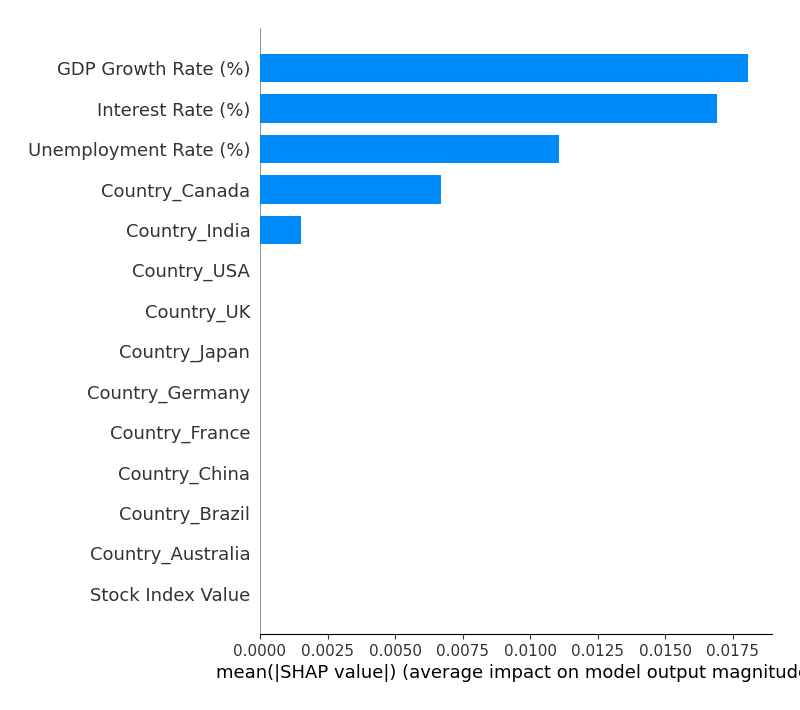 GDP Growth Rate (%)
Interest Rate (%)
Unemployment Rate (%)
Country_Canada
Country_India
Country_USA
Country_UK
Country_Japan
Country_Germany
Country_France
Country_China
Country_Brazil
Country_Australia
Stock Index Value
0.0000 0.0025 0.0050 0.0075 0.0100 0.0125 0.0150 0.0175
mean(|SHAP value|) (average impact on model output magnitude